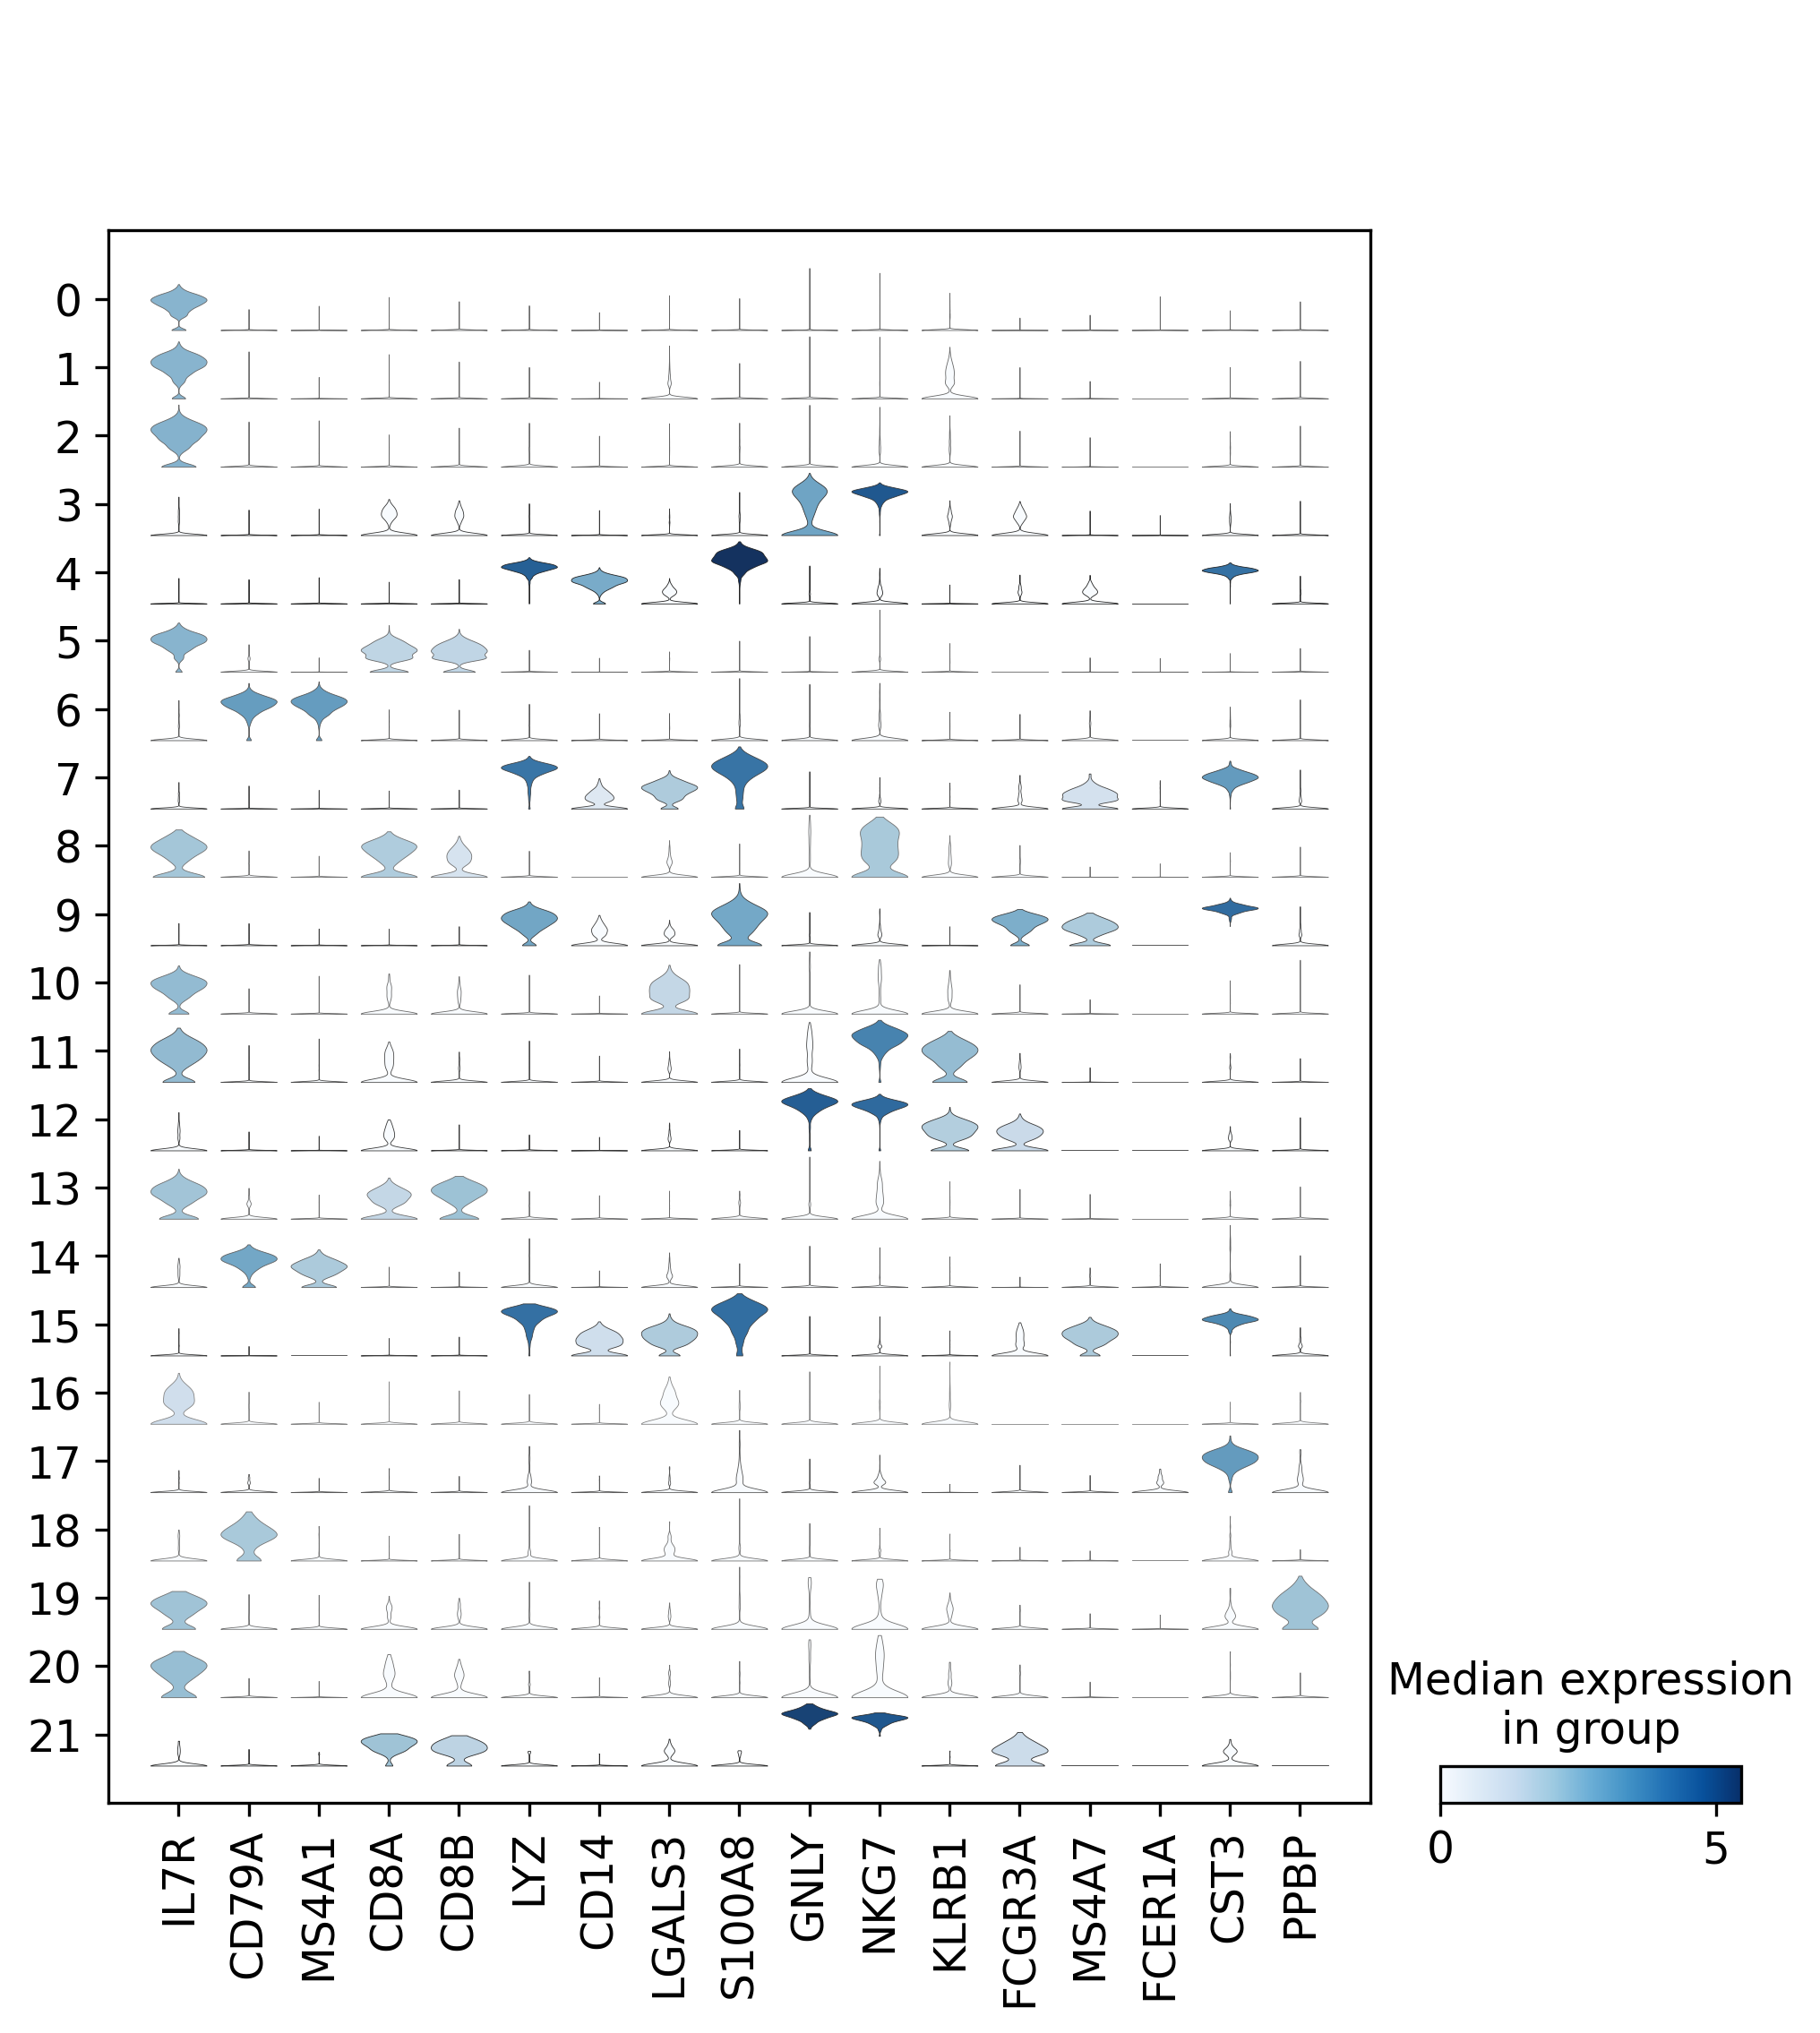 0
1
2
3
4
5
6
7
8
9
10
11
12
13
14
15
16
17
18
19
20
21
IL7R
CD79A
MS4A1
CD8A
CD8B
LYZ
CD14
LGALS3
S100A8
GNLY
NKG7
KLRB1
FCGR3A
MS4A7
FCER1A
CST3
PPBP
Median expression
in group
0 5